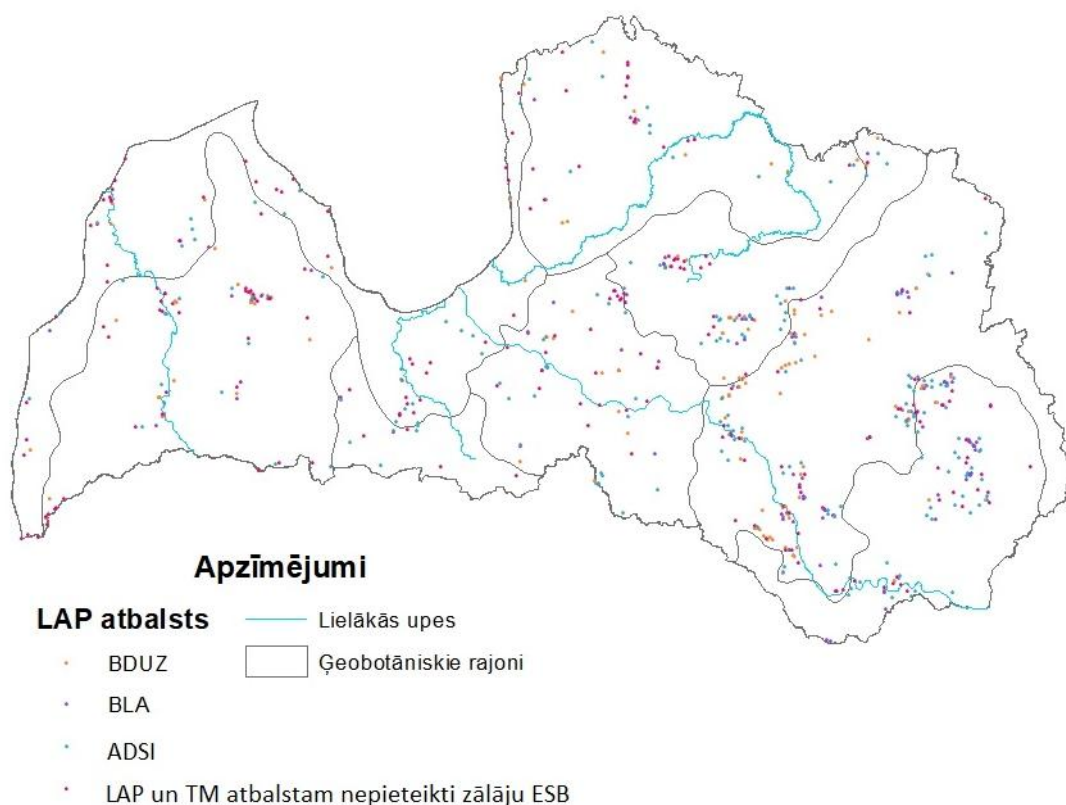 Apzīmējumi
LAP atbalsts
Lielākās upes
BDUZ
Ģeobotāniskie rajoni
BLA
ADSI
LAP un TM atbalstam nepieteikti zālāju ESB